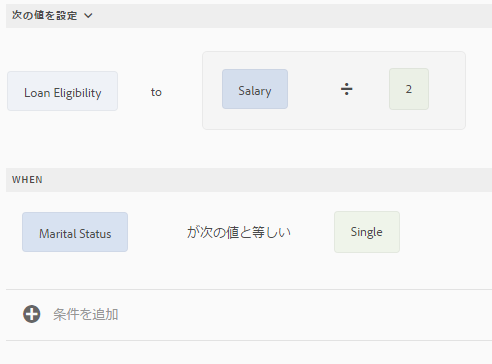 次の値を設定
Loan Eligibility to Salary ÷ 2
WHEN
Marital Status が次の値と等しい Single
条件を追加